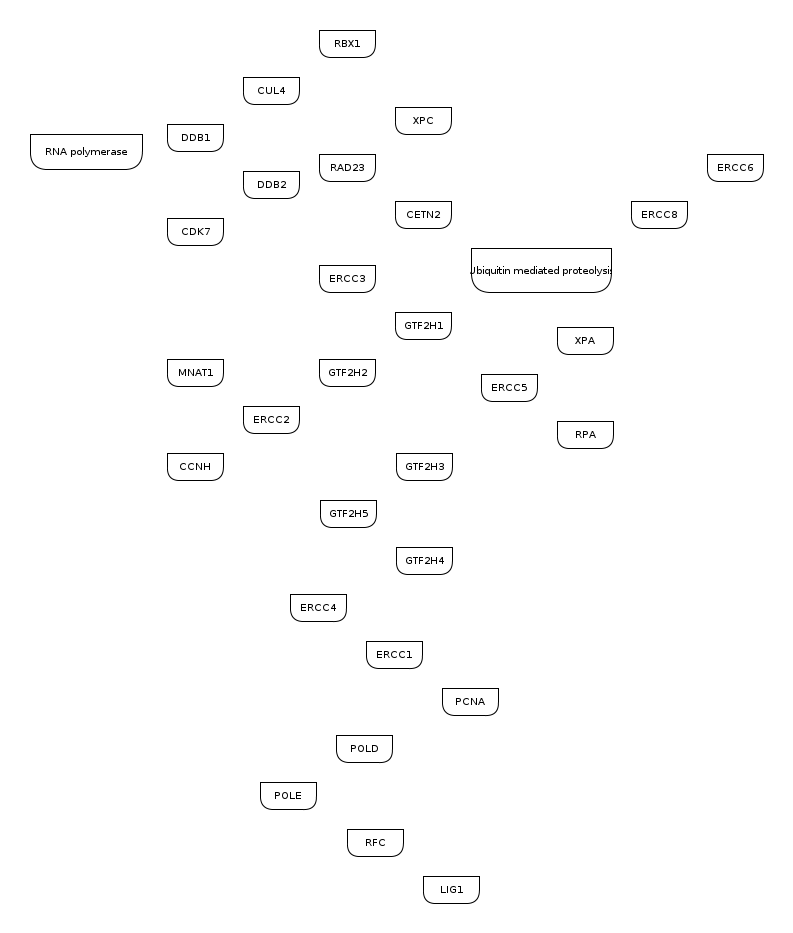 RBX1
CUL4
XPC
DDB1
RNA polymerase
RAD23
ERCC6
DDB2
CETN2
ERCC8
CDK7
Ubiquitin mediated proteolysis
ERCC3
GTF2H1
XPA
MNAT1
GTF2H2
ERCC5
ERCC2
RPA
CCNH
GTF2H3
GTF2H5
GTF2H4
ERCC4
ERCC1
PCNA
POLD
POLE
RFC
LIG1